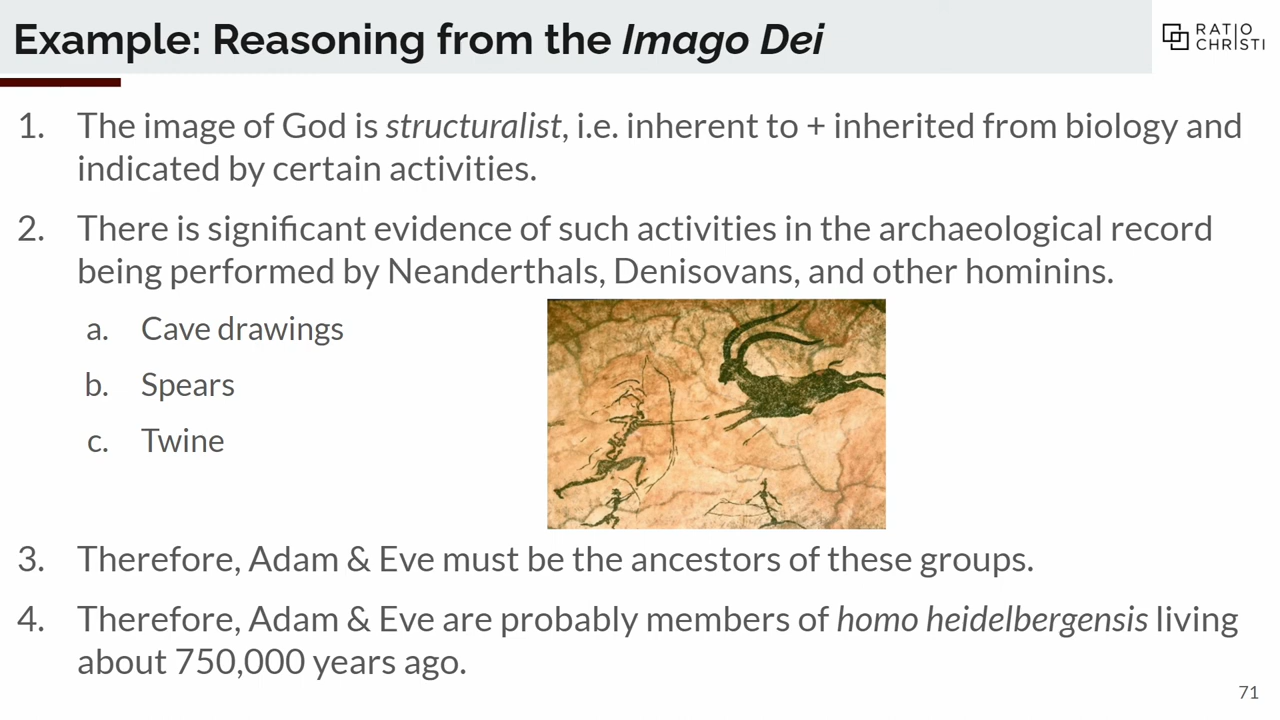 Example: Reasoning from the Imago Dei
RATIO
CHRISTI
1. The image of God is structuralist, i.e. inherent to + inherited from biology and
indicated by certain activities.
2. There is significant evidence of such activities in the archaeological record
being performed by Neanderthals, Denisovans, and other hominins.
a. Cave drawings
b. Spears
c. Twine
3. Therefore, Adam & Eve must be the ancestors of these groups.
4. Therefore, Adam & Eve are probably members of homo heidelbergensis living
about 750,000 years ago.
71